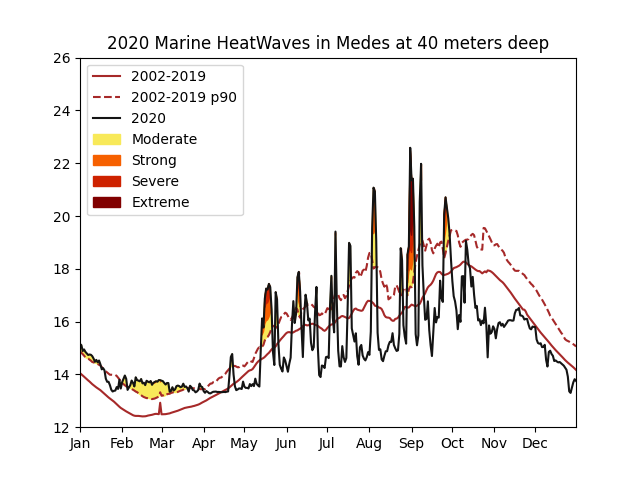 2020 Marine HeatWaves in Medes at 40 meters deep
26
24
22
20
18
16
14
12
2002-2019
2002-2019 p90
2020
Moderate
Strong
Severe
Extreme
Jan Feb Mar Apr May Jun Jul Aug Sep Oct Nov Dec